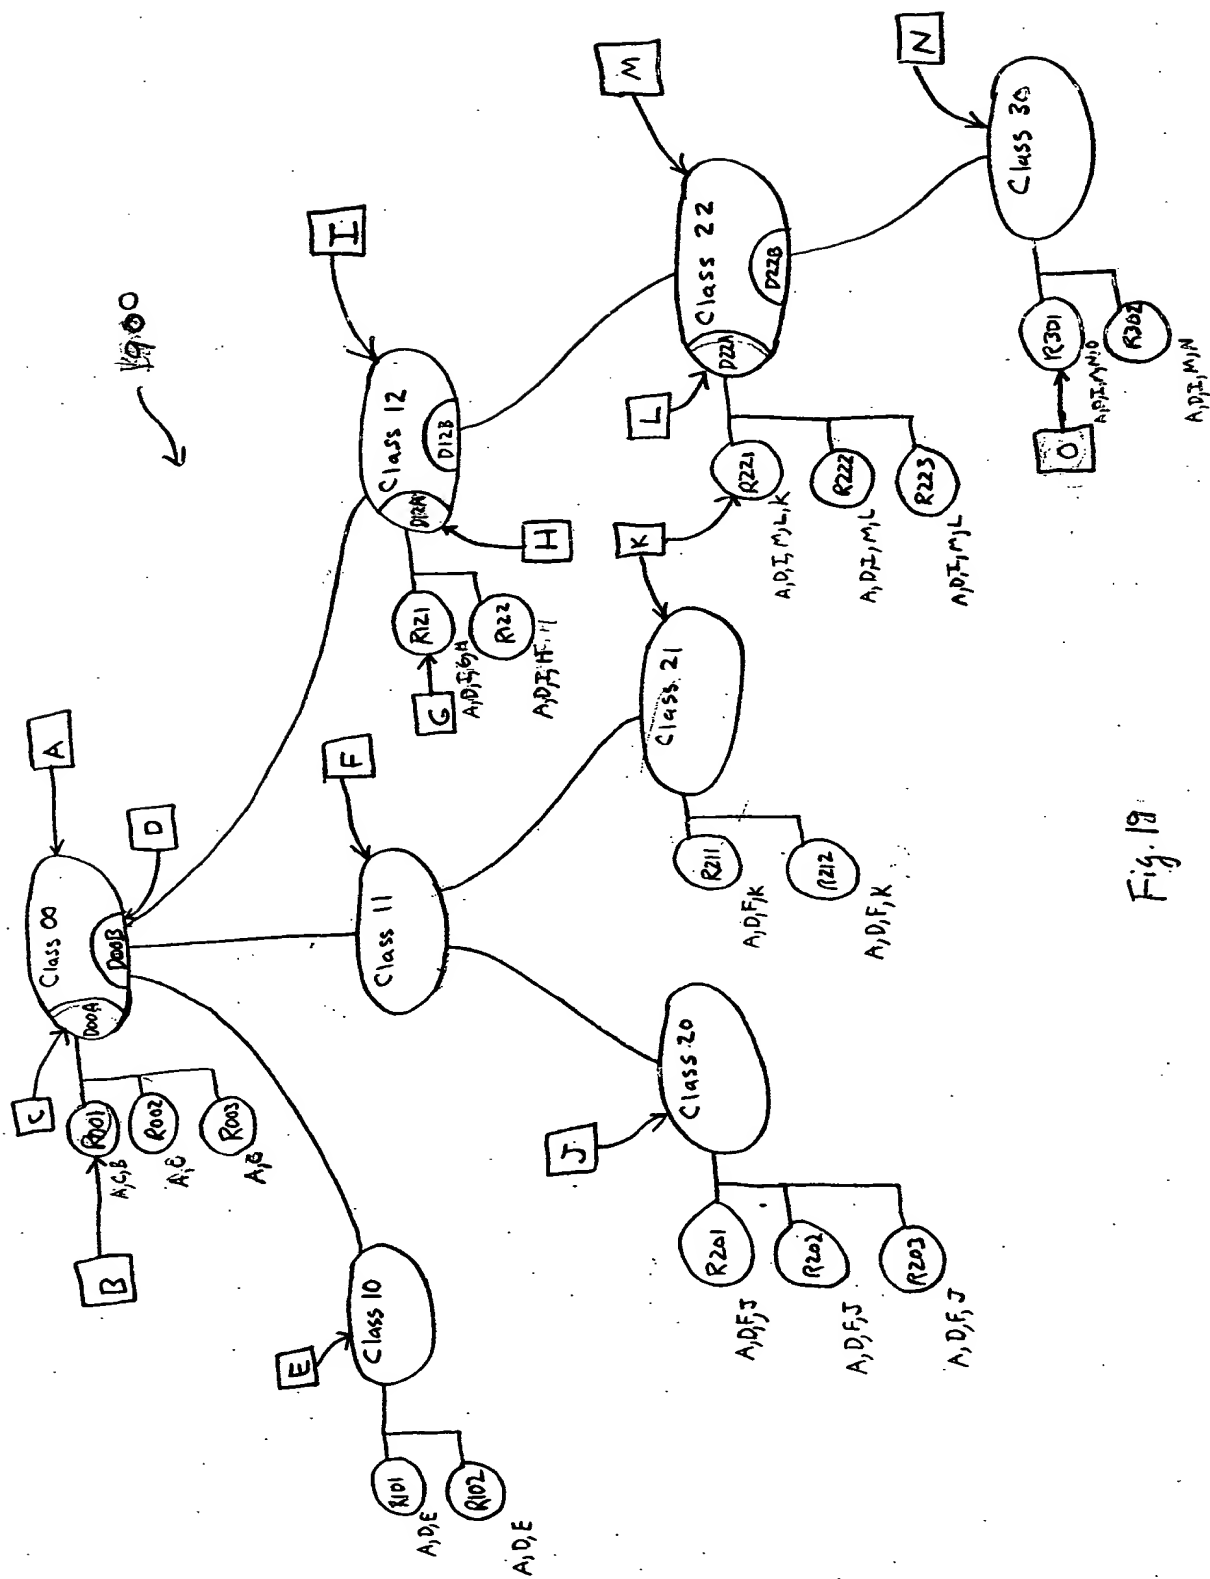 1900
A
Class 00
D00A
D00B
C
D
R001
A,C,B
R002
A,C
R003
B
E
Class 10
R101
A,D,E
R102
A,D,E
F
Class 11
I
Class 12
D12A
D12B
H
G
R121
A,D,I,G,H
R122
A,D,I,H
J
Class 20
R201
A,D,F,J
R202
A,D,F,J
R203
A,D,F,J
K
Class 21
R211
A,D,F,K
R212
A,D,F,K
M
Class 22
D22A
D22B
L
R221
A,D,I,M,L,K
R222
A,D,I,M,L
R223
A,D,I,M,L
N
Class 30
R301
A,D,I,M,N,O
O
R302
A,D,I,M,N
Fig. 19